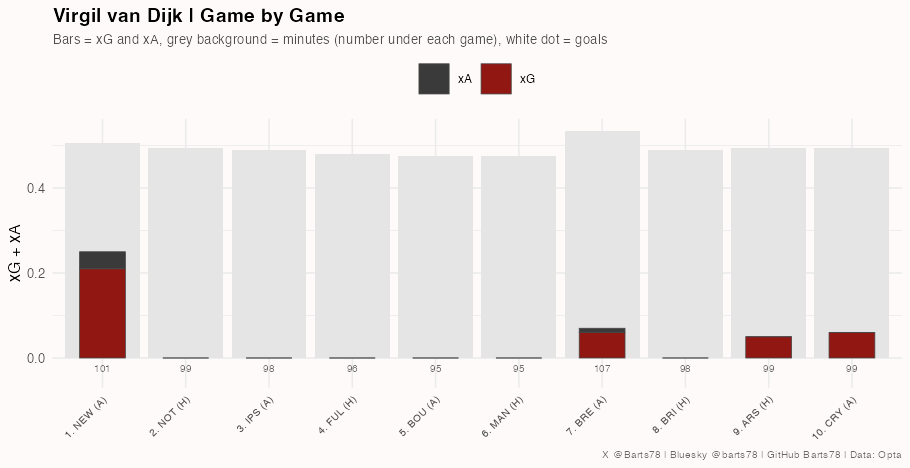 Virgil van Dijk | Game by Game
Bars = xG and xA, grey background = minutes (number under each game), white dot = goals
xA xG
xG + xA
0.4
0.2
0.0
101 99 98 96 95 95 107 98 99 99
1. NEW (A) 2. NOT (H) 3. IPS (A) 4. FUL (H) 5. BOU (A) 6. MAN (H) 7. BRE (A) 8. BRI (H) 9. ARS (H) 10. CRY (A)
X @Barts78 | Bluesky @barts78 | GitHub Barts78 | Data: Opta